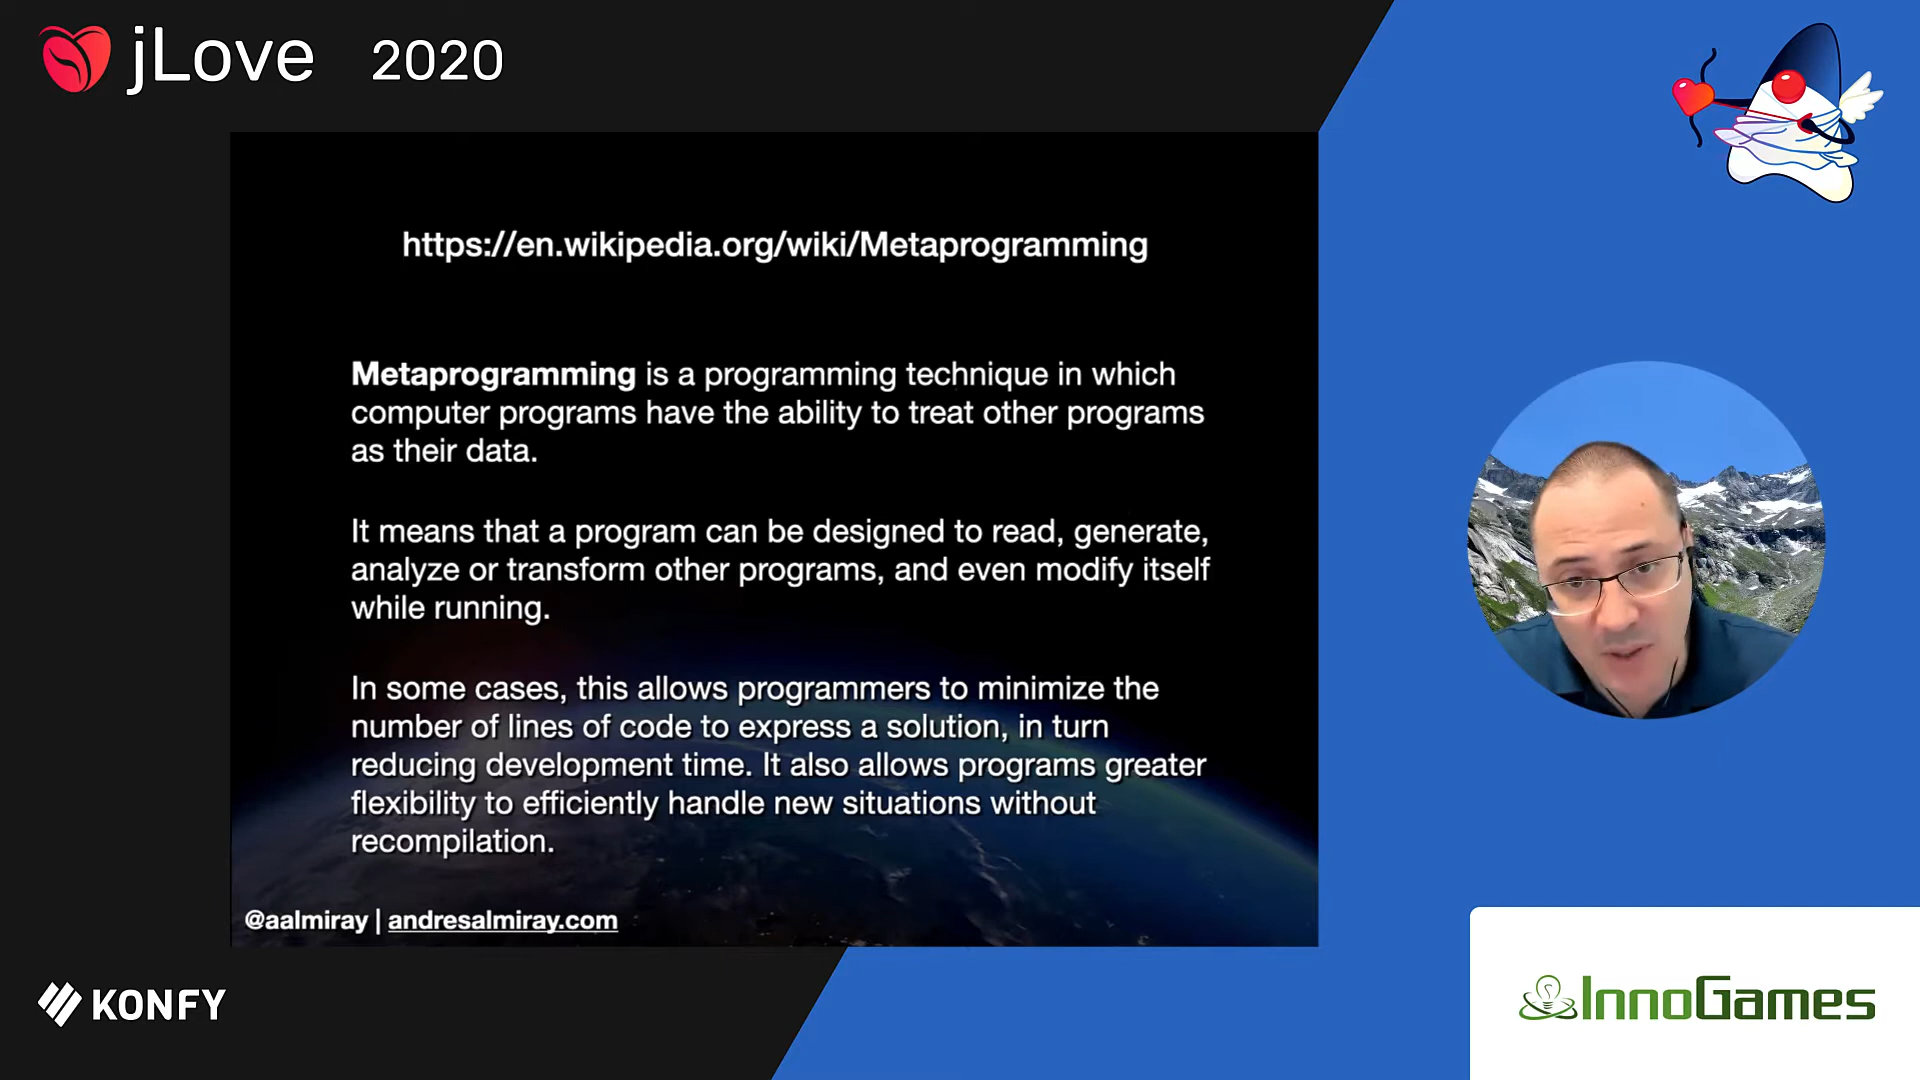 jLove 2020
https://en.wikipedia.org/wiki/Metaprogramming
Metaprogramming is a programming technique in which
computer programs have the ability to treat other programs
as their data.
It means that a program can be designed to read, generate,
analyze or transform other programs, and even modify itself
while running.
In some cases, this allows programmers to minimize the
number of lines of code to express a solution, in turn
reducing development time. It also allows programs greater
flexibility to efficiently handle new situations without
recompilation.
@aalmiray | andresalmiray.com
KONFY
InnoGames